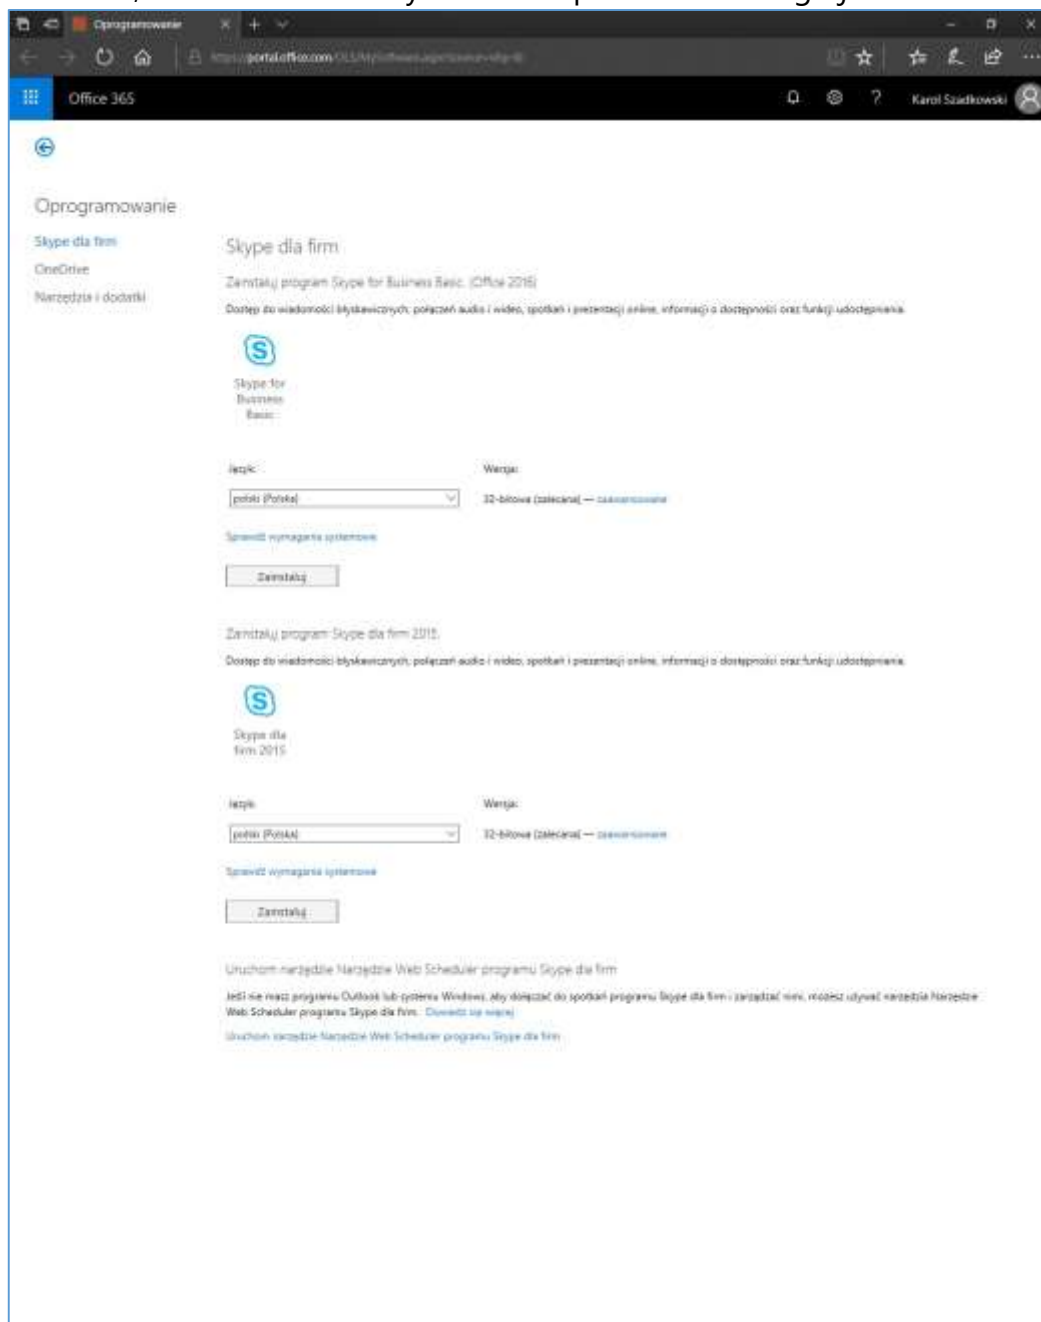 Oprogramowanie
portal.office.com
Office 365
?
Karol Szadkowski
Oprogramowanie
Skype dla firm
OneDrive
Narzędzia i dodatki
Skype dla firm
Zainstaluj program Skype for Business Basic. (Office 2016)
Dostęp do wiadomości błyskawicznych, połączeń audio i wideo, spotkań i prezentacji online, informacji o dostępności oraz funkcji udostępniania.
Skype for
Business
Basic
Język:
Wersja:
polski (Polska)
32-bitowa (zalecana) — zaawansowane
Sprawdź wymagania systemowe
Zainstaluj
Zainstaluj program Skype dla firm 2015.
Dostęp do wiadomości błyskawicznych, połączeń audio i wideo, spotkań i prezentacji online, informacji o dostępności oraz funkcji udostępniania.
Skype dla
firm 2015
Język:
Wersja:
polski (Polska)
32-bitowa (zalecana) — zaawansowane
Sprawdź wymagania systemowe
Zainstaluj
Uruchom narzędzie Narzędzie Web Scheduler programu Skype dla firm
Jeśli nie masz programu Outlook lub systemu Windows, aby dołączać do spotkań programu Skype dla firm i zarządzać nimi, możesz używać narzędzia Narzędzie
Web Scheduler programu Skype dla firm. Dowiedz się więcej
Uruchom narzędzie Narzędzie Web Scheduler programu Skype dla firm